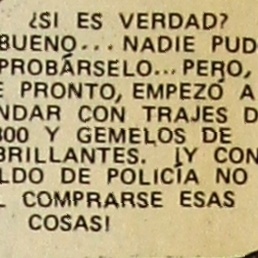 ¿SI ES VERDAD?
BUENO... NADIE PUD
PROBÁRSELO... PERO,
E PRONTO, EMPEZÓ A
NDAR CON TRAJES D
300 Y GEMELOS DE
BRILLANTES. ¡Y CON
LDO DE POLICÍA NO
L COMPRARSE ESAS
COSAS!